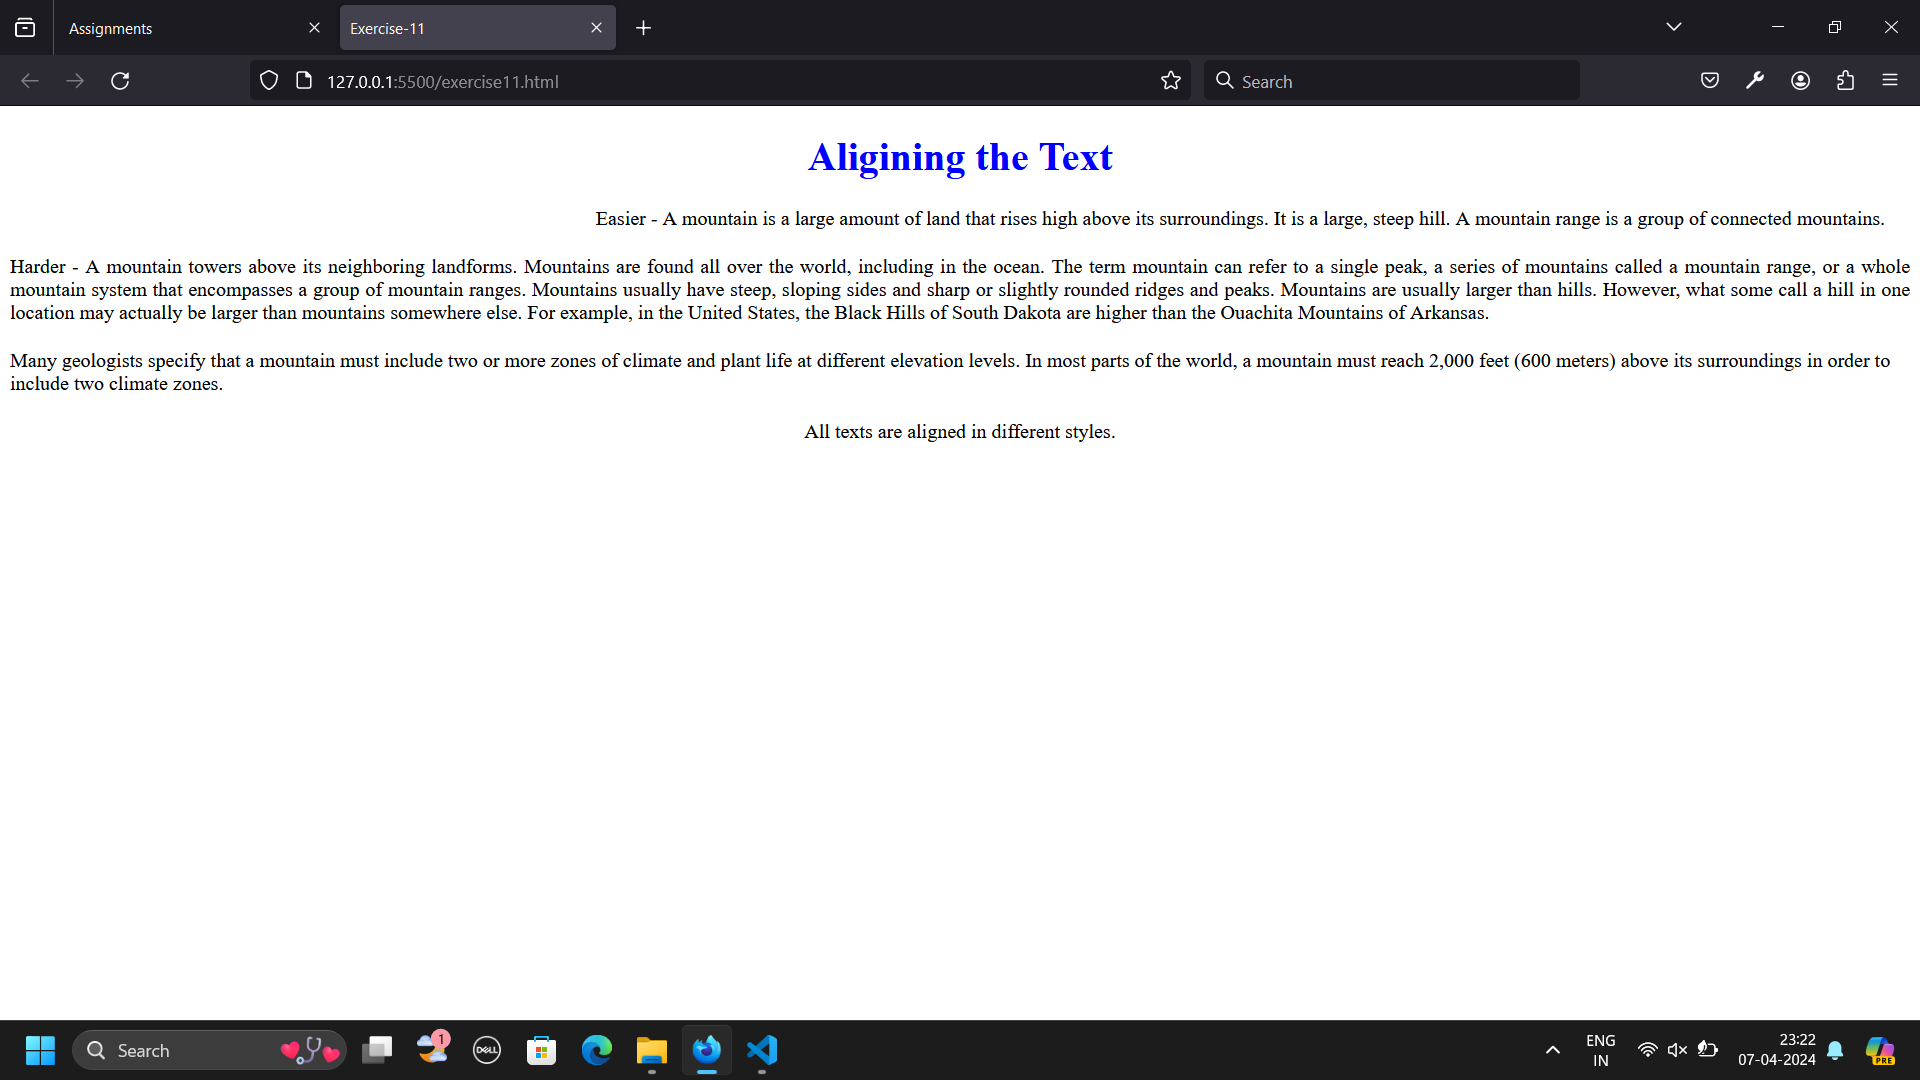 Assignments
Exercise-11
127.0.0.1:5500/exercise11.html
Search
Aligining the Text
Easier - A mountain is a large amount of land that rises high above its surroundings. It is a large, steep hill. A mountain range is a group of connected mountains.
Harder - A mountain towers above its neighboring landforms. Mountains are found all over the world, including in the ocean. The term mountain can refer to a single peak, a series of mountains called a mountain range, or a whole
mountain system that encompasses a group of mountain ranges. Mountains usually have steep, sloping sides and sharp or slightly rounded ridges and peaks. Mountains are usually larger than hills. However, what some call a hill in one
location may actually be larger than mountains somewhere else. For example, in the United States, the Black Hills of South Dakota are higher than the Ouachita Mountains of Arkansas.
Many geologists specify that a mountain must include two or more zones of climate and plant life at different elevation levels. In most parts of the world, a mountain must reach 2,000 feet (600 meters) above its surroundings in order to
include two climate zones.
All texts are aligned in different styles.
Search
1
DELL
ENG
IN
23:22
07-04-2024
PRE